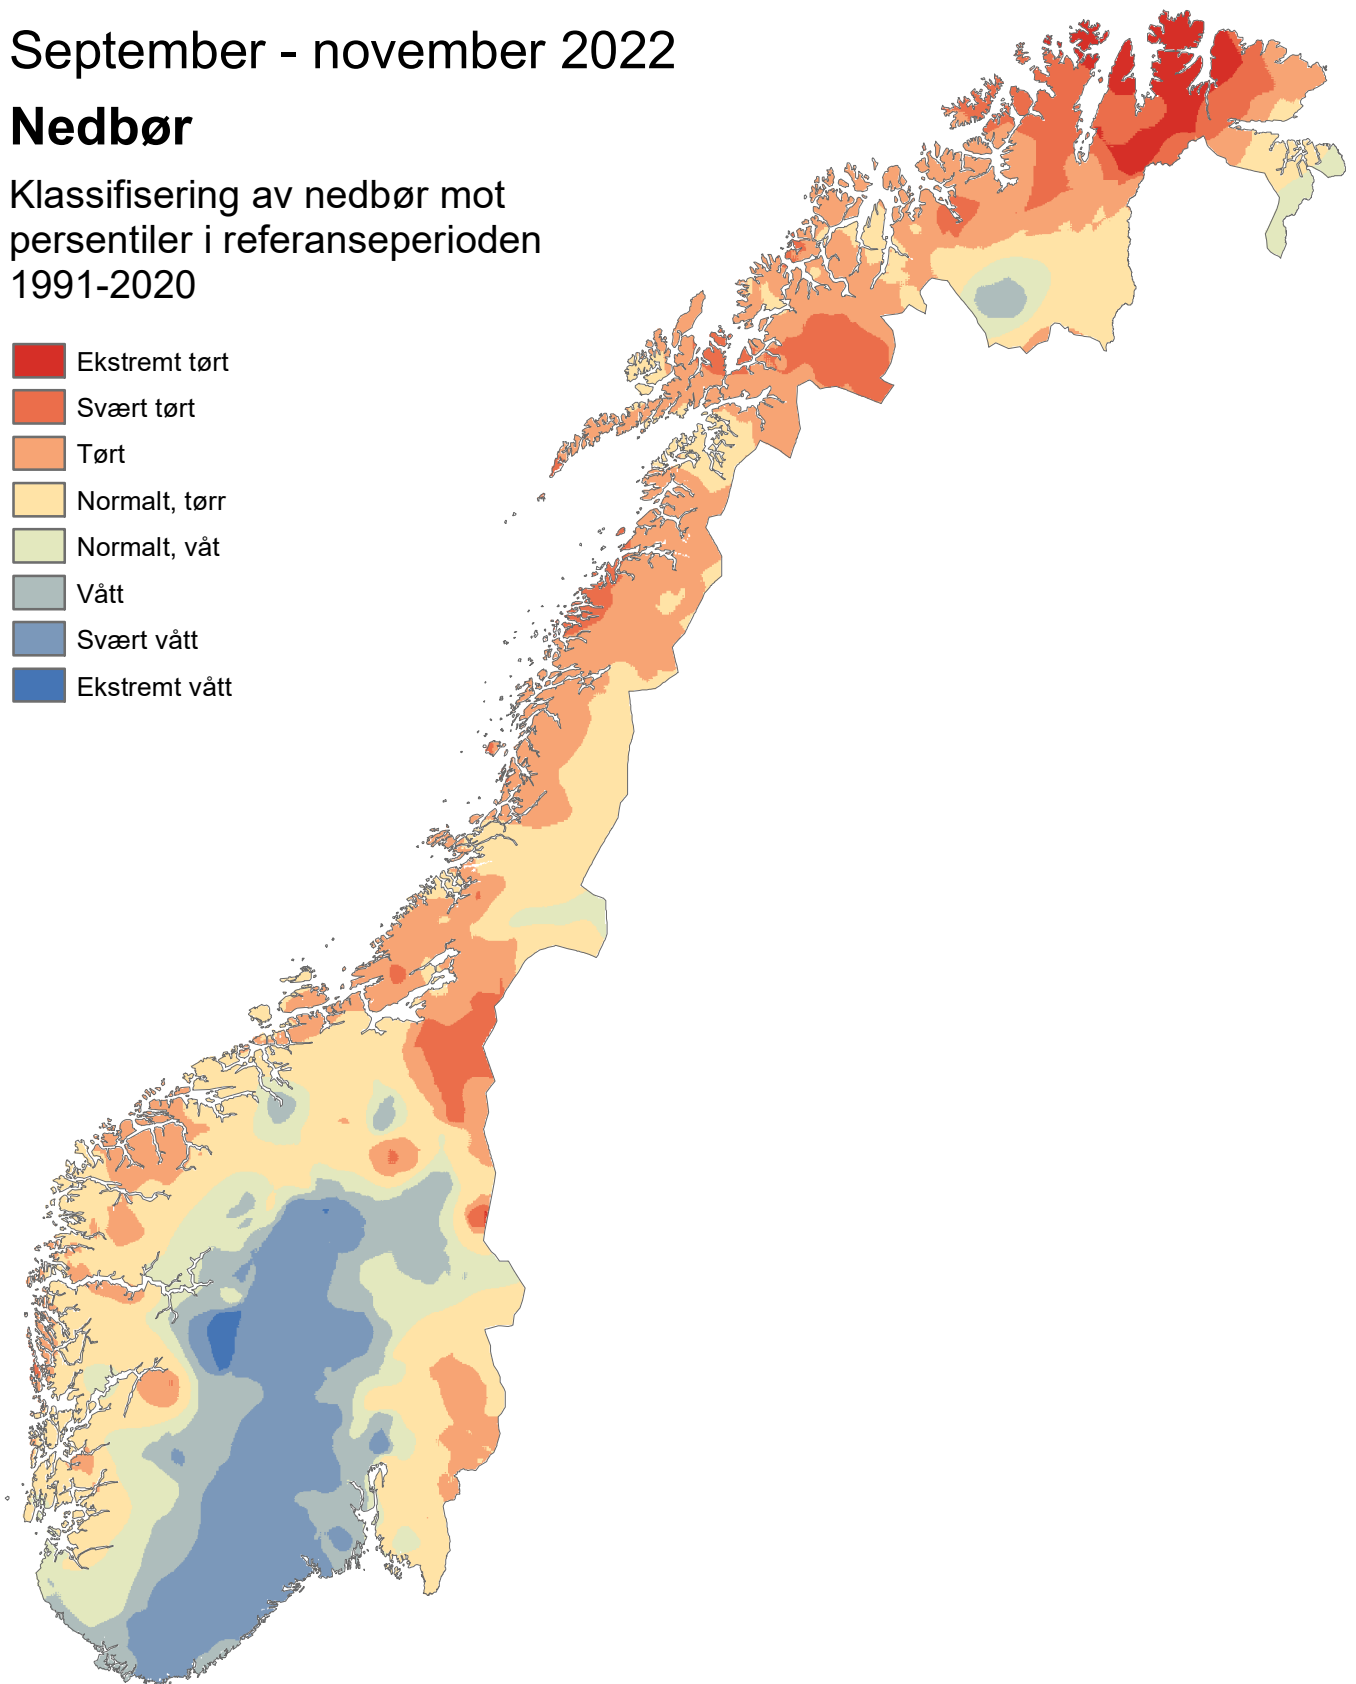 September - november 2022
Nedbør
Klassifisering av nedbør mot
persentiler i referanseperioden
1991-2020
Ekstremt tørt
Svært tørt
Tørt
Normalt, tørr
Normalt, våt
Vått
Svært vått
Ekstremt vått